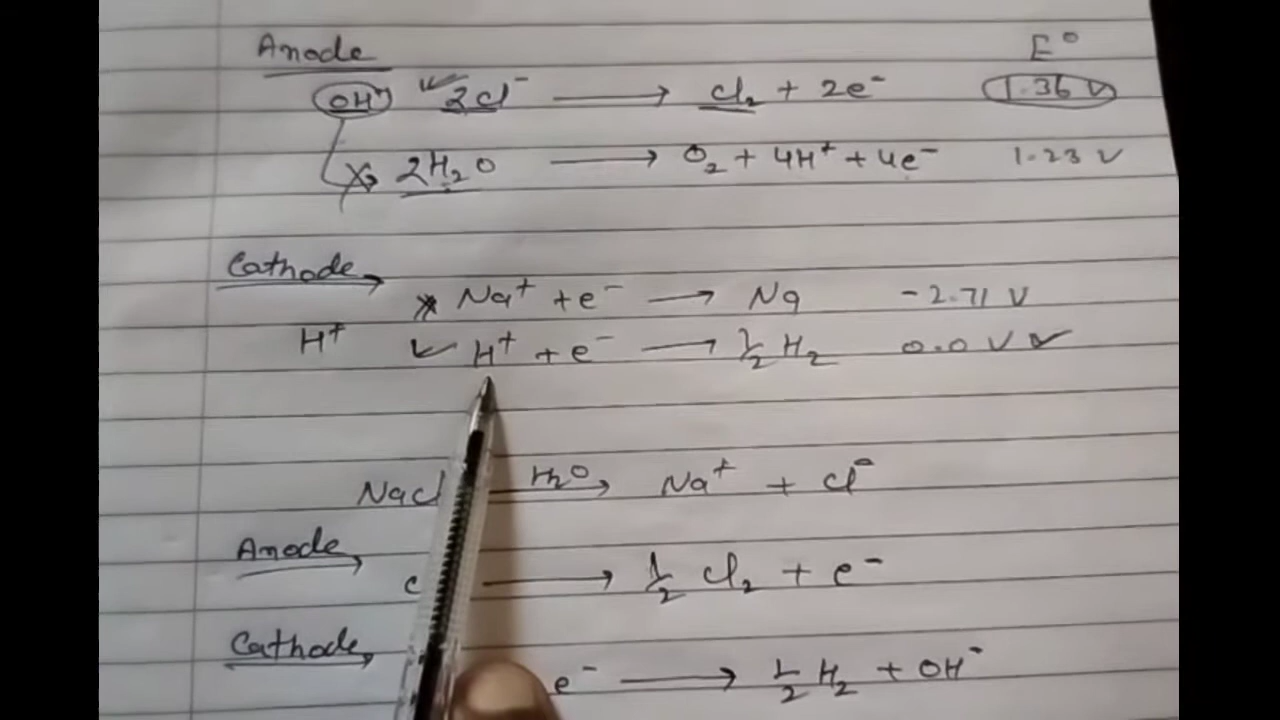 Anode E°
OH⁻ 2Cl⁻ → Cl₂ + 2e⁻ 1.36 V
2H₂O → O₂ + 4H⁺ + 4e⁻ 1.23 V
Cathode
Na⁺ + e⁻ → Na -2.71 V
H⁺ H⁺ + e⁻ → ½ H₂ 0.0 V
NaCl H₂O → Na⁺ + Cl⁻
Anode
→ ½ Cl₂ + e⁻
Cathode
e⁻ → ½ H₂ + OH⁻